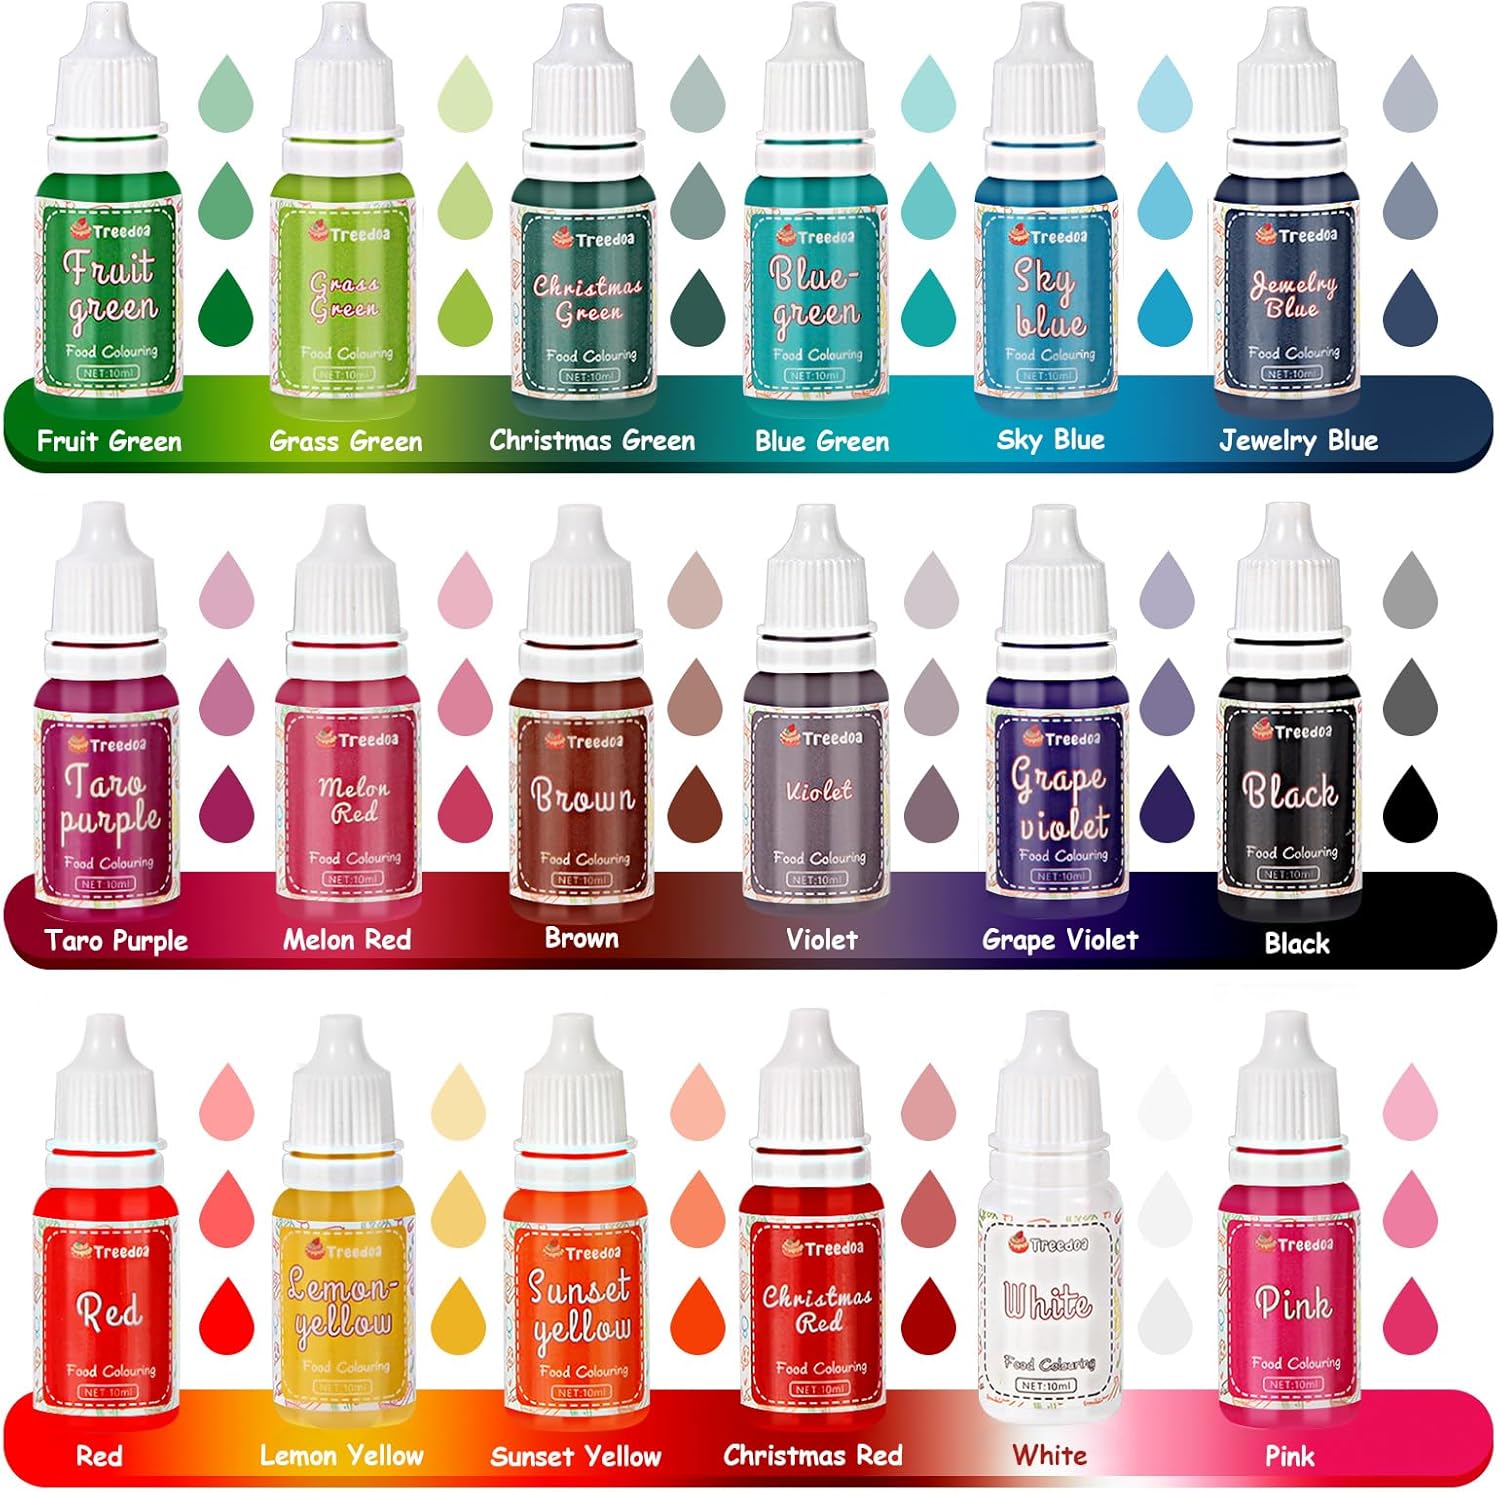 Treedoa
Fruit
green
Food Colouring
NET:10ml
Treedoa
Grass
Green
Food Colouring
NET:10ml
Treedoa
Christmas
Green
Food Colouring
NET:10ml
Treedoa
Blue-
green
Food Colouring
NET:10ml
Treedoa
Sky
blue
Food Colouring
NET:10ml
Treedoa
Jewelry
Blue
Food Colouring
NET:10ml
Fruit Green
Grass Green
Christmas Green
Blue Green
Sky Blue
Jewelry Blue
Treedoa
Taro
purple
Food Colouring
NET:10ml
Treedoa
Melon
Red
Food Colouring
NET:10ml
Treedoa
Brown
Food Colouring
NET:10ml
Treedoa
Violet
Food Colouring
NET:10ml
Treedoa
Grape
violet
Food Colouring
NET:10ml
Treedoa
Black
Food Colouring
NET:10ml
Taro Purple
Melon Red
Brown
Violet
Grape Violet
Black
Treedoa
Red
Food Colouring
NET:10ml
Treedoa
Lemon-
yellow
Food Colouring
NET:10ml
Treedoa
Sunset
yellow
Food Colouring
NET:10ml
Treedoa
Christmas
Red
Food Colouring
NET:10ml
Treedoa
White
Food Colouring
NET:10ml
Treedoa
Pink
Food Colouring
NET:10ml
Red
Lemon Yellow
Sunset Yellow
Christmas Red
White
Pink